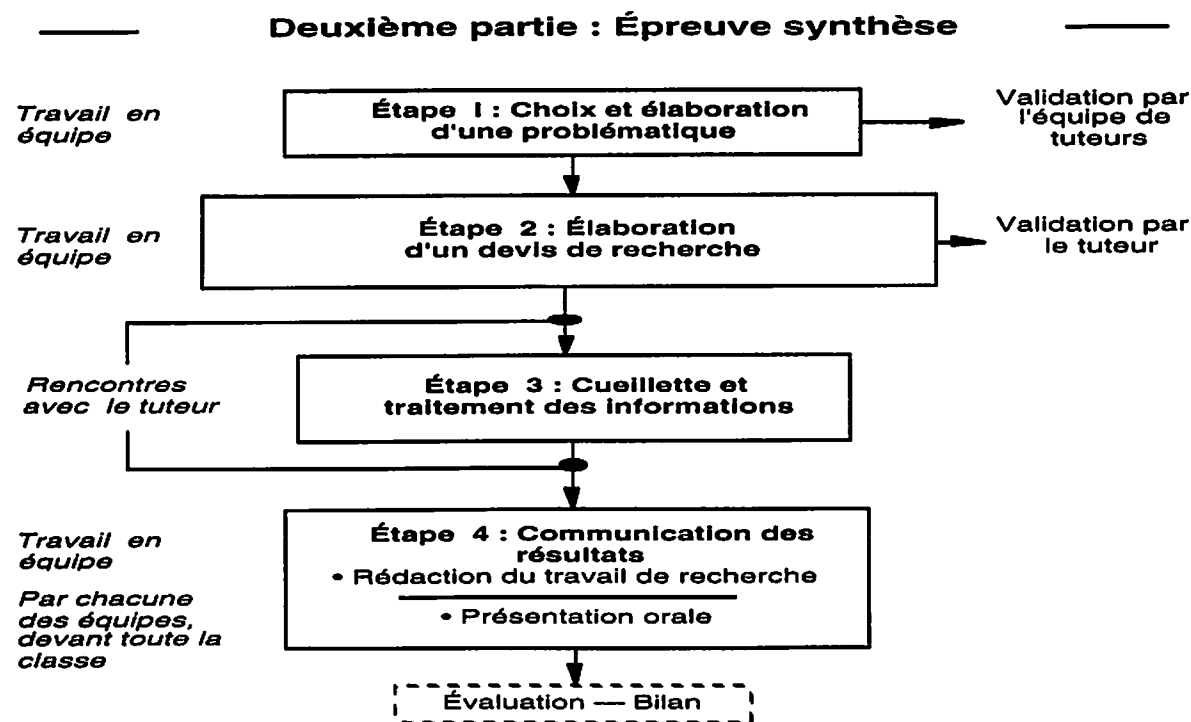 Deuxième partie : Épreuve synthèse
Travail en
équipe
Étape I : Choix et élaboration
d'une problématique
Validation par
l'équipe de
tuteurs
Travail en
équipe
Étape 2 : Élaboration
d'un devis de recherche
Validation par
le tuteur
Rencontres
avec le tuteur
Étape 3 : Cueillette et
traitement des informations
Travail en
équipe
Étape 4 : Communication des
résultats
• Rédaction du travail de recherche
Par chacune
des équipes,
devant toute la
classe
• Présentation orale
Évaluation — Bilan